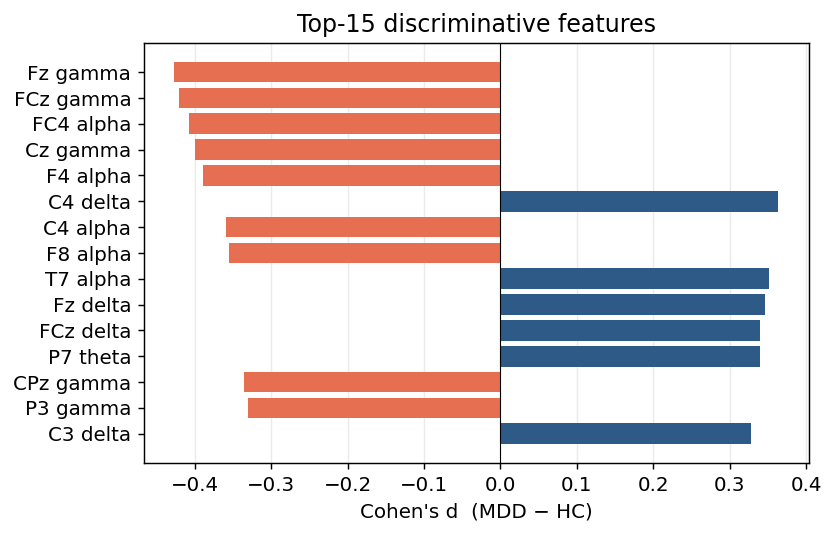 Top-15 discriminative features
Fz gamma
FCz gamma
FC4 alpha
Cz gamma
F4 alpha
C4 delta
C4 alpha
F8 alpha
T7 alpha
Fz delta
FCz delta
P7 theta
CPz gamma
P3 gamma
C3 delta
−0.4 −0.3 −0.2 −0.1 0.0 0.1 0.2 0.3 0.4
Cohen's d (MDD − HC)